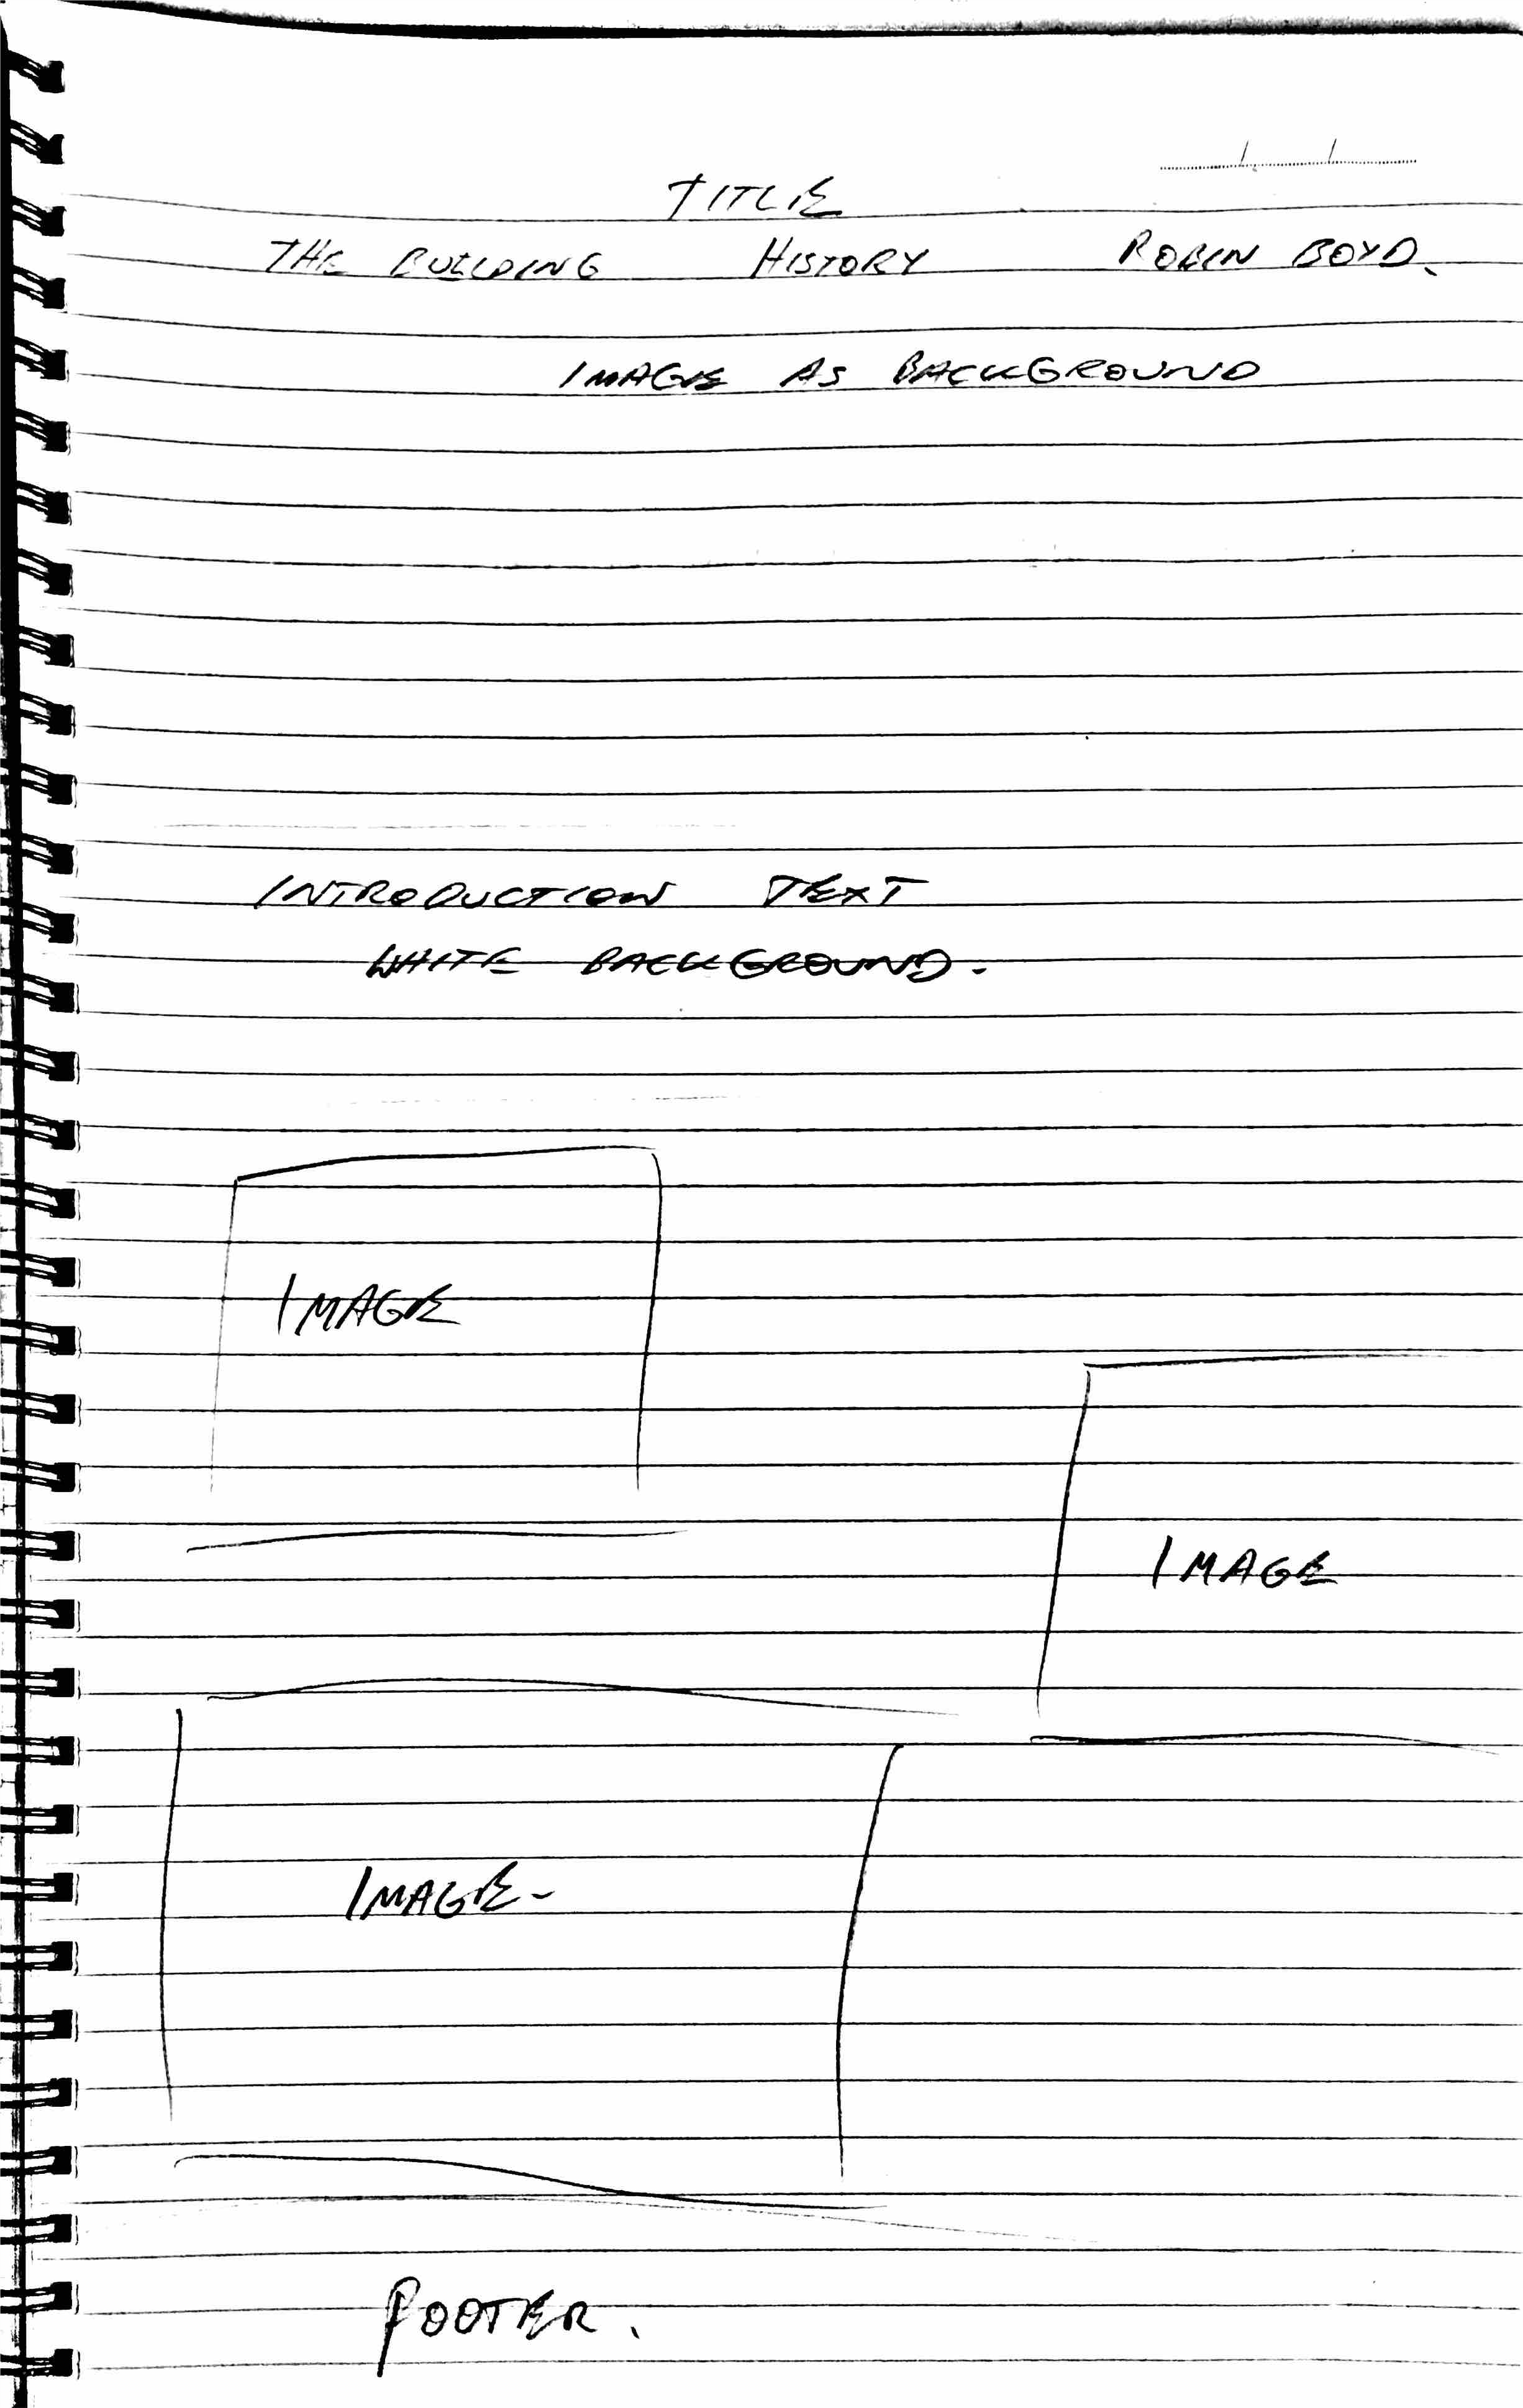 TITLE
THE BUILDING HISTORY ROBIN BOYD.
IMAGE AS BACKGROUND
INTRODUCTION TEXT
WHITE BACKGROUND.
IMAGE
IMAGE
IMAGE-
FOOTER.